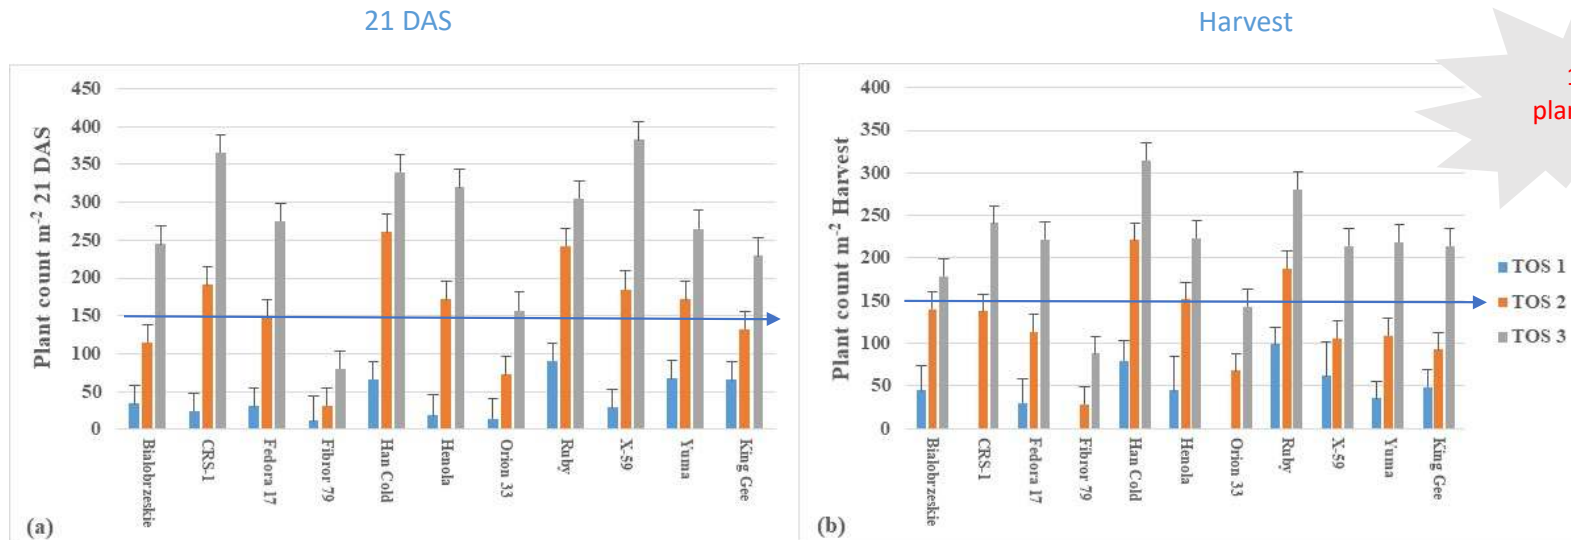 21 DAS
Harvest
Plant count m⁻² 21 DAS
450
400
350
300
250
200
150
100
50
0
Bialobrzeskie
CRS-1
Fedora 17
Fibror 79
Han Cold
Henola
Orion 33
Ruby
X-59
Yuma
King Gee
(a)
Plant count m⁻² Harvest
400
350
300
250
200
150
100
50
0
Bialobrzeskie
CRS-1
Fedora 17
Fibror 79
Han Cold
Henola
Orion 33
Ruby
X-59
Yuma
King Gee
(b)
TOS 1
TOS 2
TOS 3